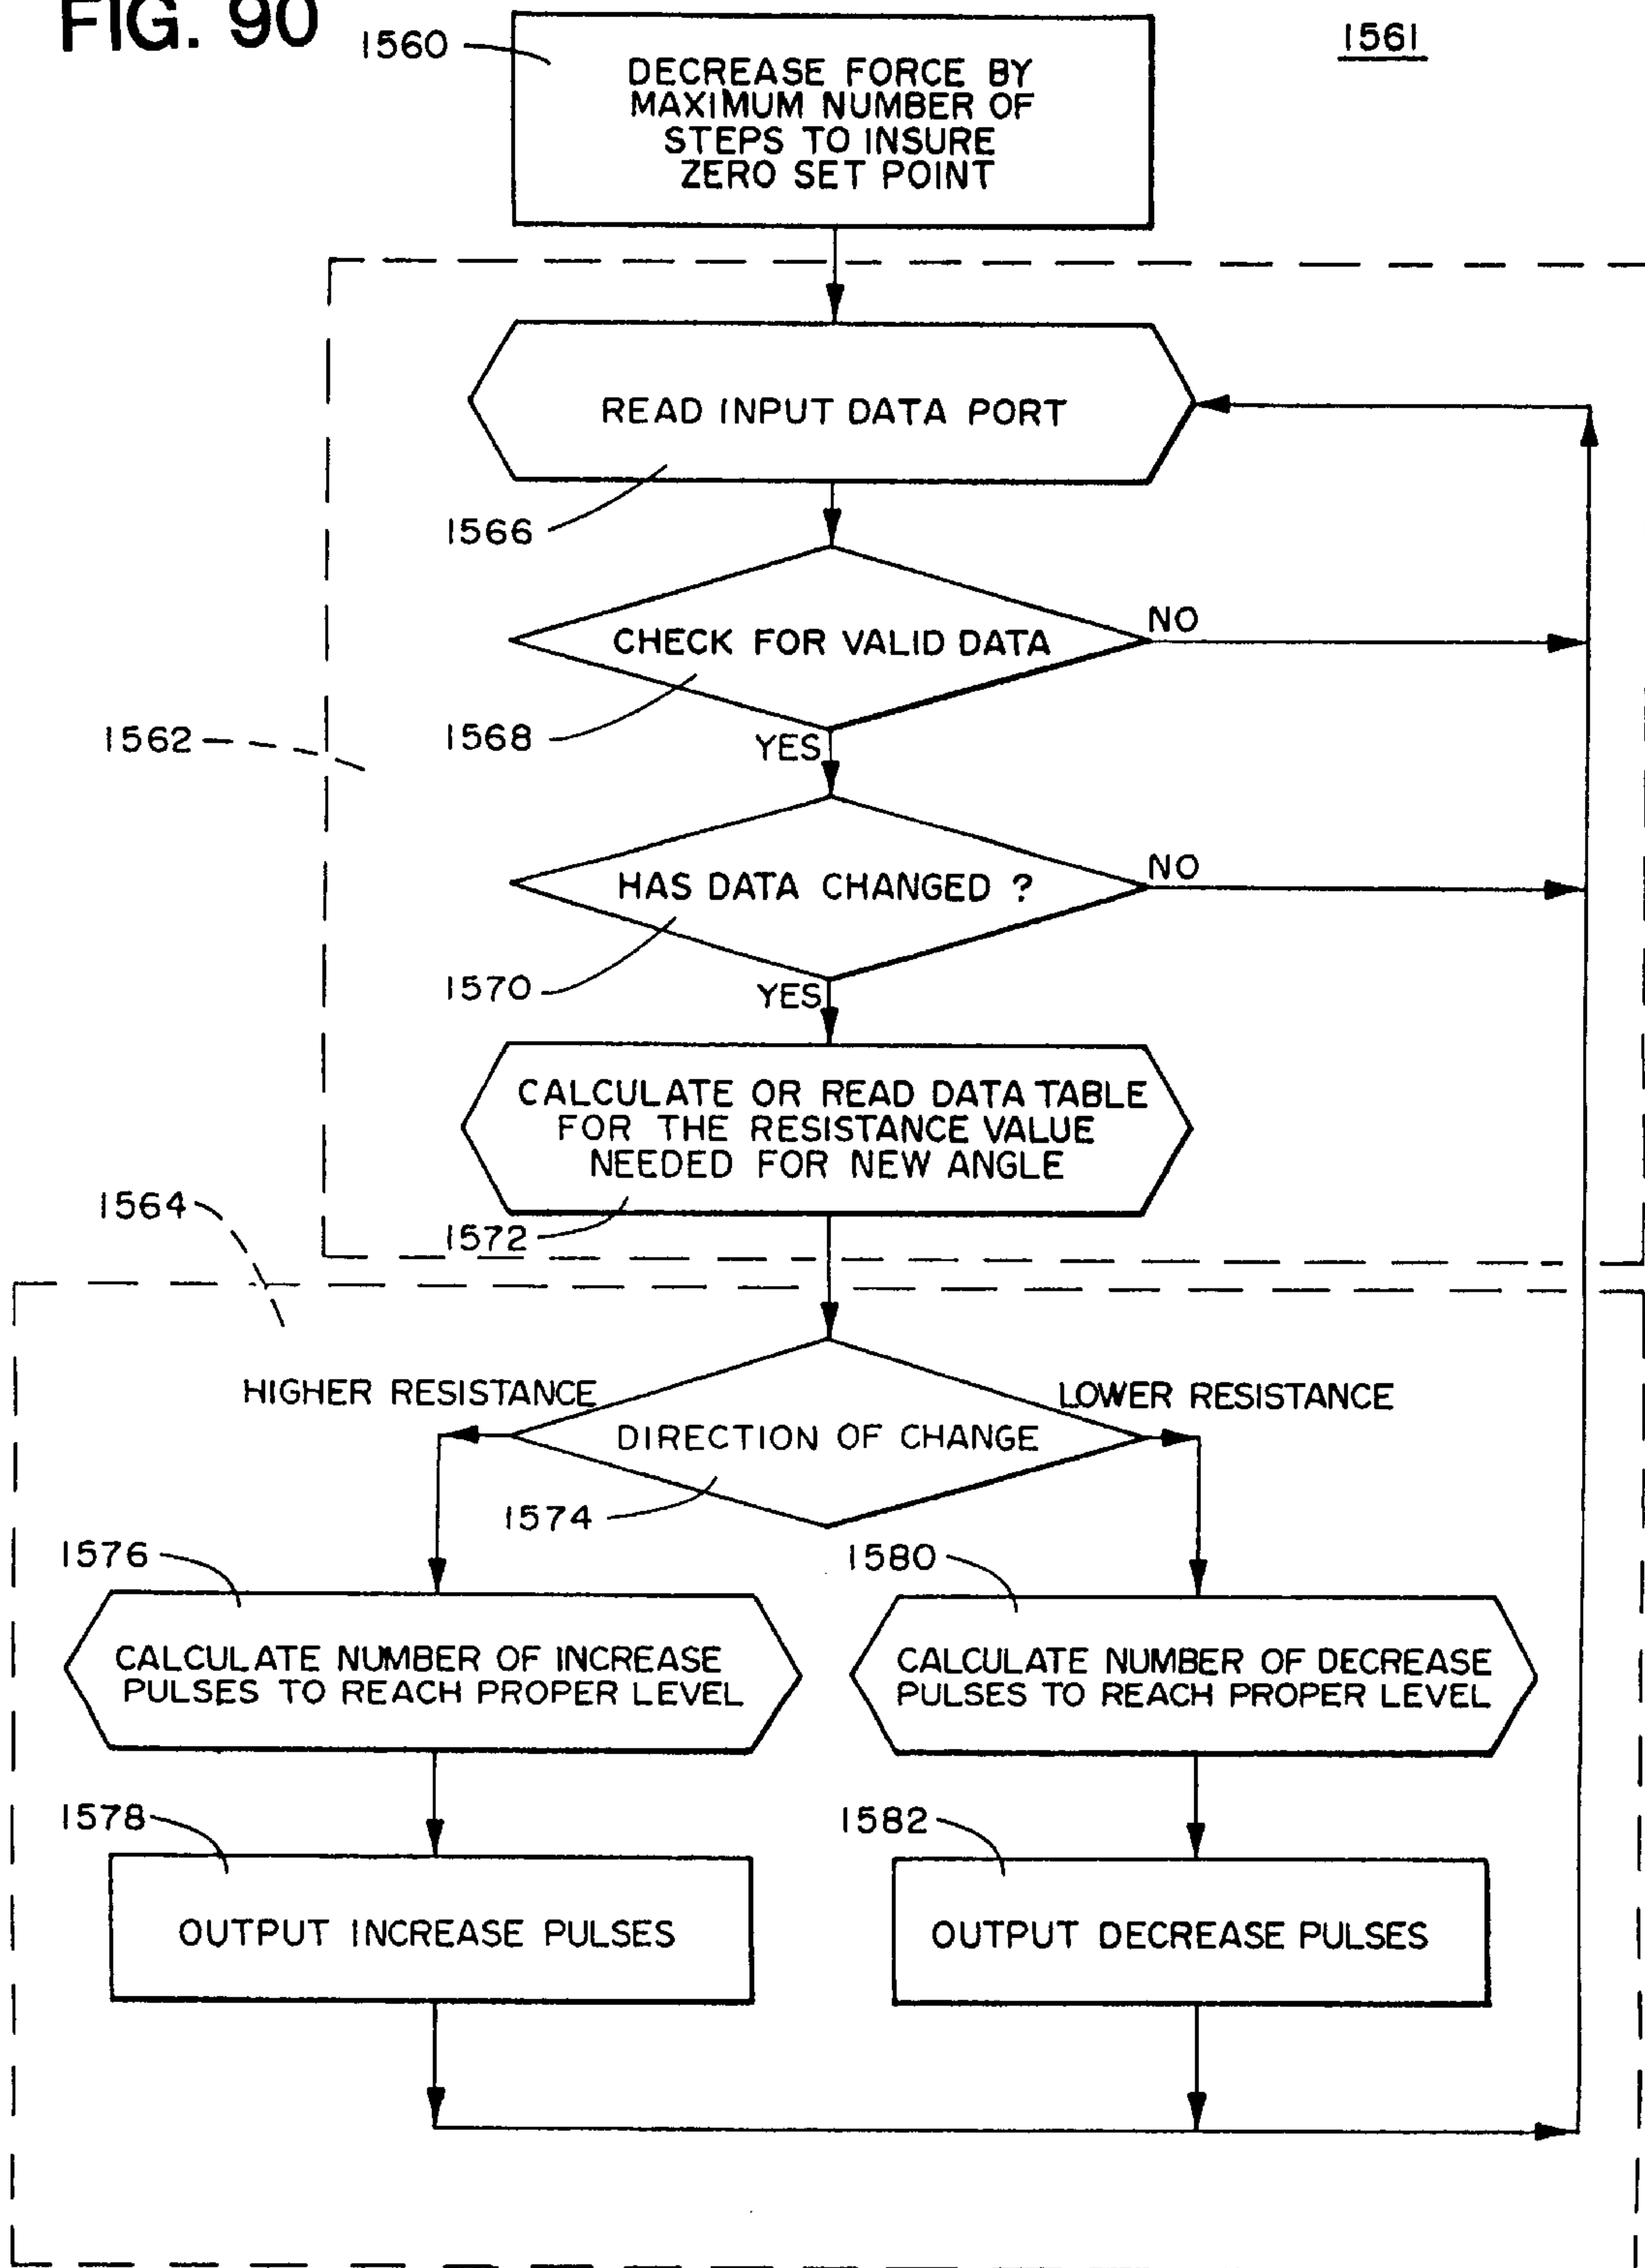 FIG. 90
1560
1561
DECREASE FORCE BY
MAXIMUM NUMBER OF
STEPS TO INSURE
ZERO SET POINT
READ INPUT DATA PORT
1566
CHECK FOR VALID DATA
NO
1568
1562
YES
HAS DATA CHANGED ?
NO
1570
YES
CALCULATE OR READ DATA TABLE
FOR THE RESISTANCE VALUE
NEEDED FOR NEW ANGLE
1564
1572
HIGHER RESISTANCE
LOWER RESISTANCE
DIRECTION OF CHANGE
1574
1576
1580
CALCULATE NUMBER OF INCREASE
PULSES TO REACH PROPER LEVEL
CALCULATE NUMBER OF DECREASE
PULSES TO REACH PROPER LEVEL
1578
1582
OUTPUT INCREASE PULSES
OUTPUT DECREASE PULSES